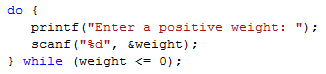 do {
   printf("Enter a positive weight: ");
   scanf("%d", &weight);
} while (weight <= 0);